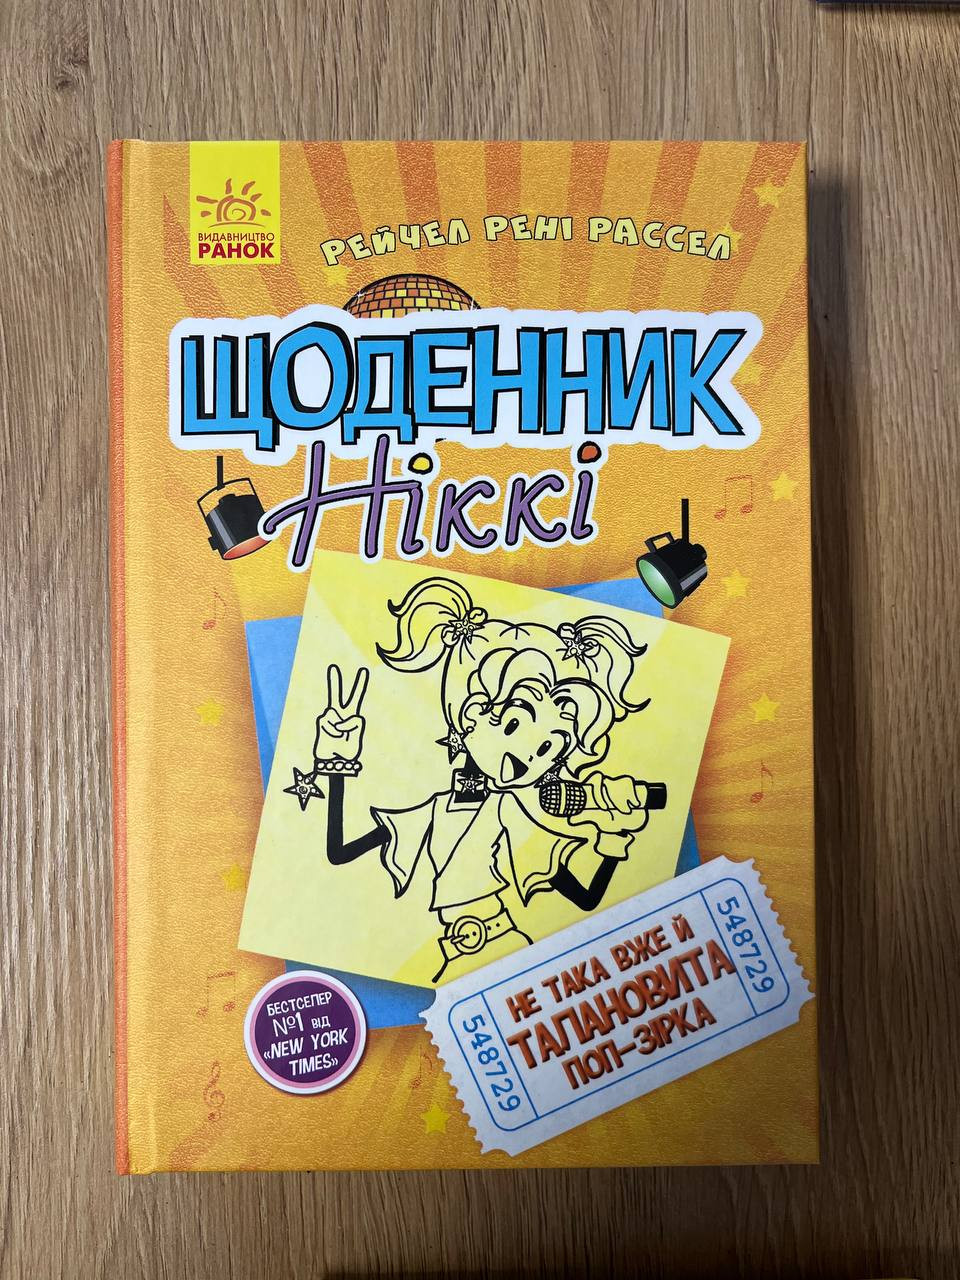 ВИДАВНИЦТВО
РАНОК
РЕЙЧЕЛ РЕНІ РАССЕЛ
ЩОДЕННИК
Ніккі
БЕСТСЕЛЕР
№1 ВІД
«NEW YORK
TIMES»
548729
НЕ ТАКА ВЖЕ Й
ТАЛАНОВИТА
ПОП-ЗІРКА
548729